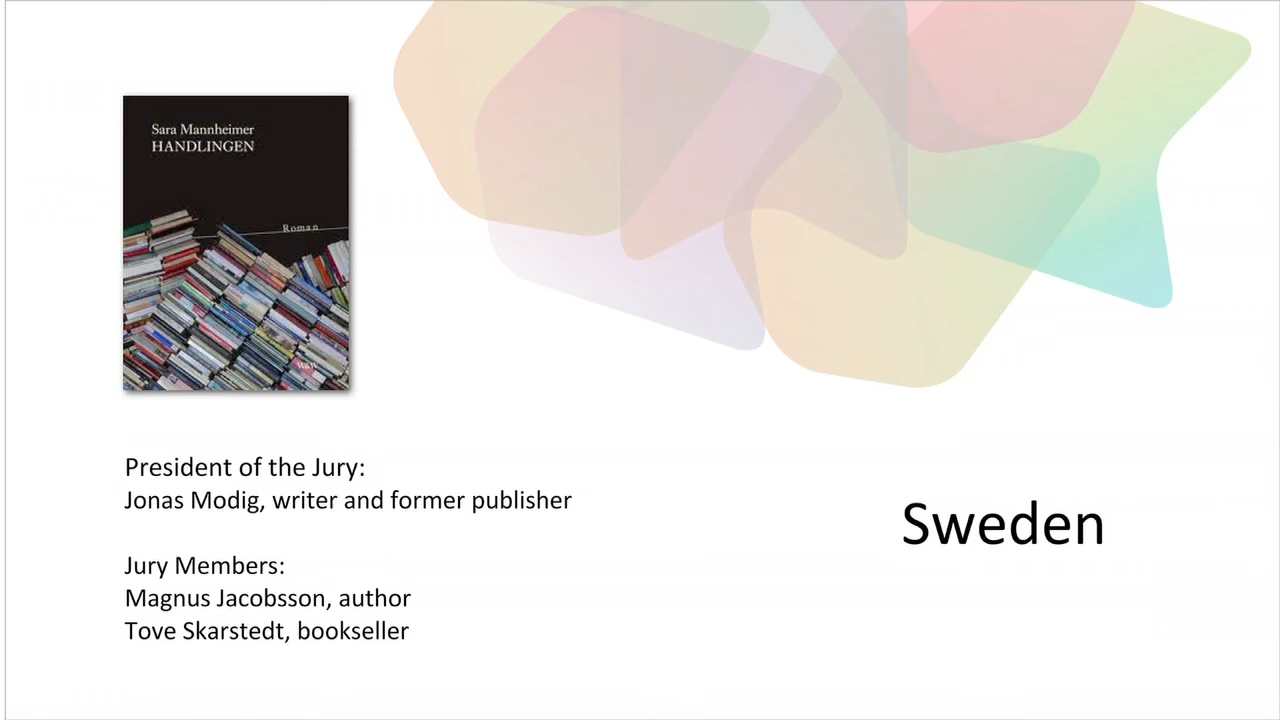 Sara Mannheimer
HANDLINGEN
Roman
W&W
President of the Jury:
Jonas Modig, writer and former publisher
Sweden
Jury Members:
Magnus Jacobsson, author
Tove Skarstedt, bookseller